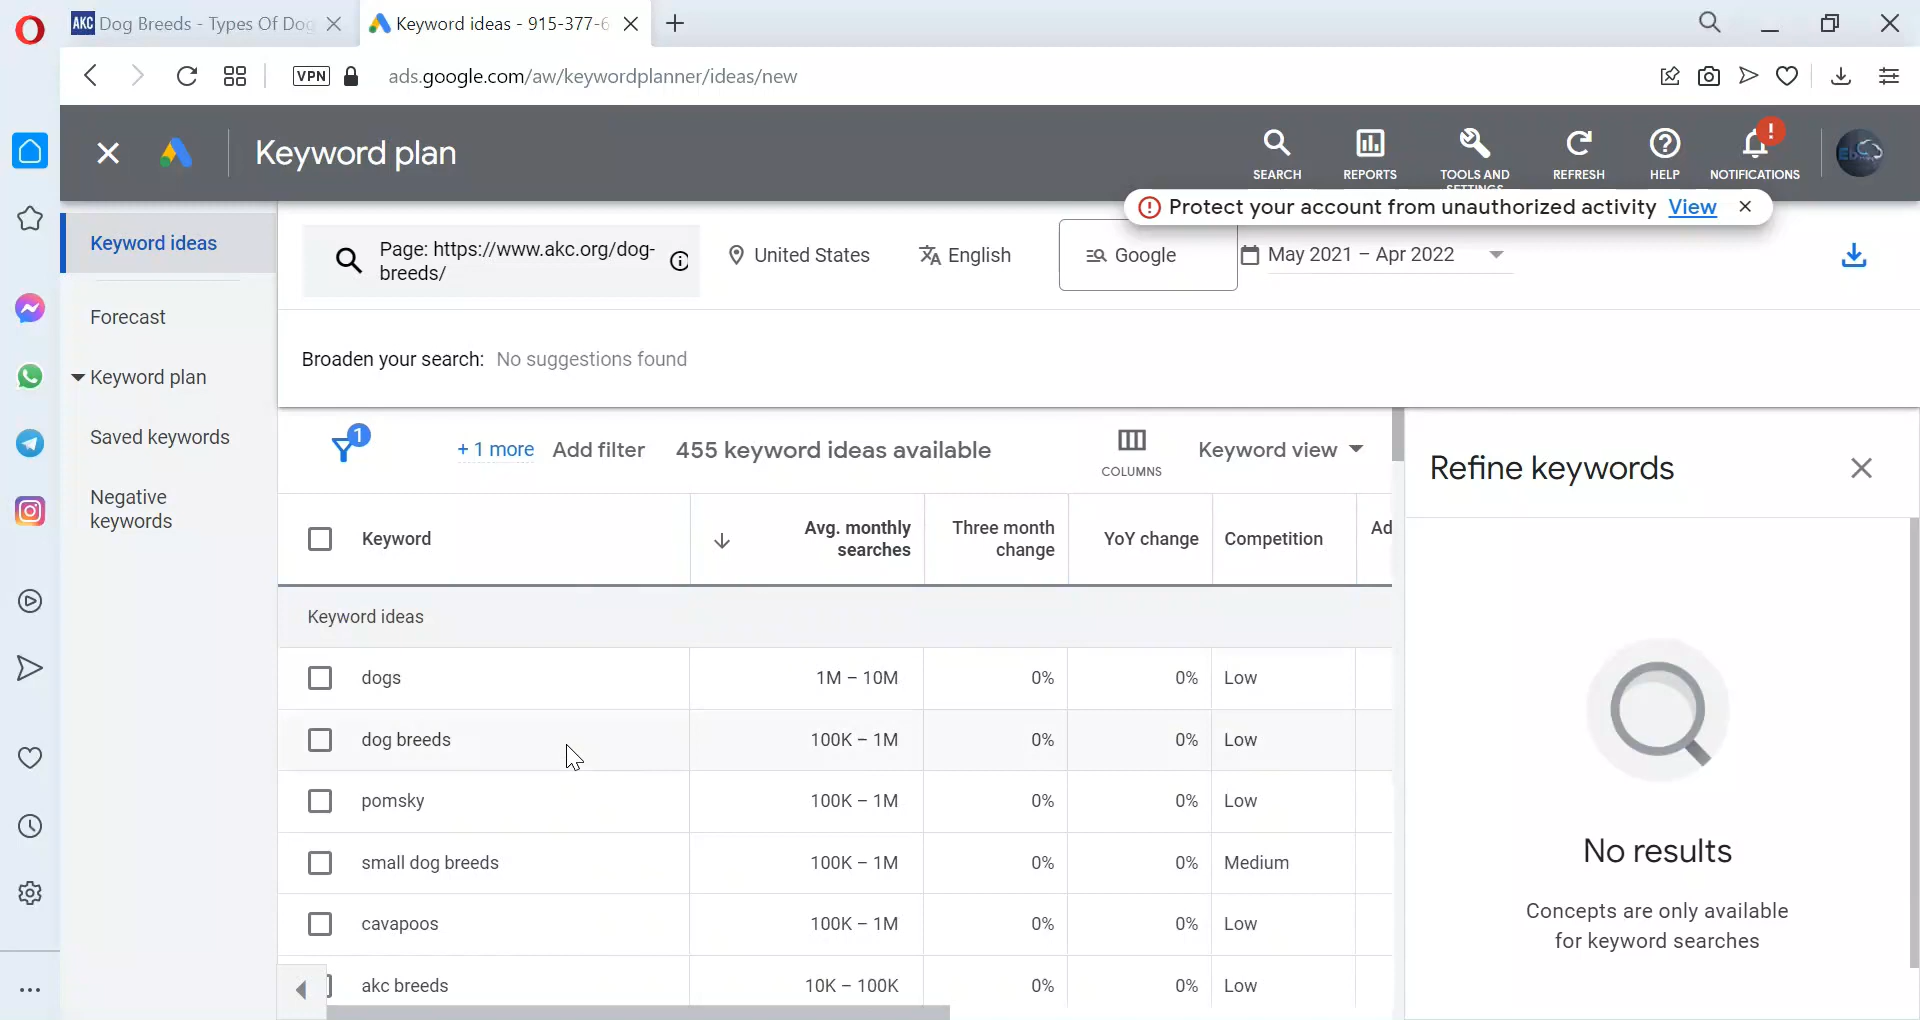 AKC Dog Breeds - Types Of Dog
Keyword ideas - 915-377-6
VPN
ads.google.com/aw/keywordplanner/ideas/new
Keyword plan
SEARCH
REPORTS
TOOLS AND
SETTINGS
REFRESH
HELP
!
NOTIFICATIONS
Protect your account from unauthorized activity View
Keyword ideas
Forecast
Keyword plan
Saved keywords
Negative
keywords
Page: https://www.akc.org/dog-
breeds/
United States
English
Google
May 2021 – Apr 2022
Broaden your search: No suggestions found
1
+ 1 more
Add filter
455 keyword ideas available
COLUMNS
Keyword view
Refine keywords
Keyword
Avg. monthly
searches
Three month
change
YoY change
Competition
Ad
Keyword ideas
dogs 1M – 10M 0% 0% Low
dog breeds 100K – 1M 0% 0% Low
pomsky 100K – 1M 0% 0% Low
small dog breeds 100K – 1M 0% 0% Medium
cavapoos 100K – 1M 0% 0% Low
akc breeds 10K – 100K 0% 0% Low
No results
Concepts are only available
for keyword searches